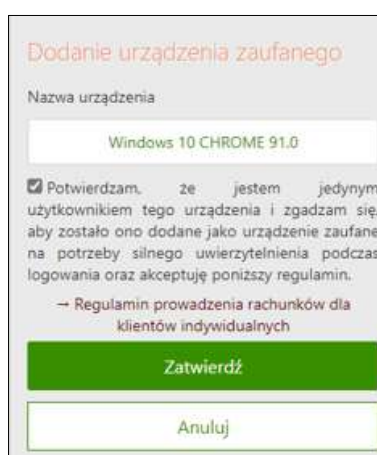 Dodanie urządzenia zaufanego
Nazwa urządzenia
Windows 10 CHROME 91.0
Potwierdzam, że jestem jedynym
użytkownikiem tego urządzenia i zgadzam się,
aby zostało ono dodane jako urządzenie zaufane
na potrzeby silnego uwierzytelnienia podczas
logowania oraz akceptuję poniższy regulamin.
→ Regulamin prowadzenia rachunków dla
klientów indywidualnych
Zatwierdź
Anuluj